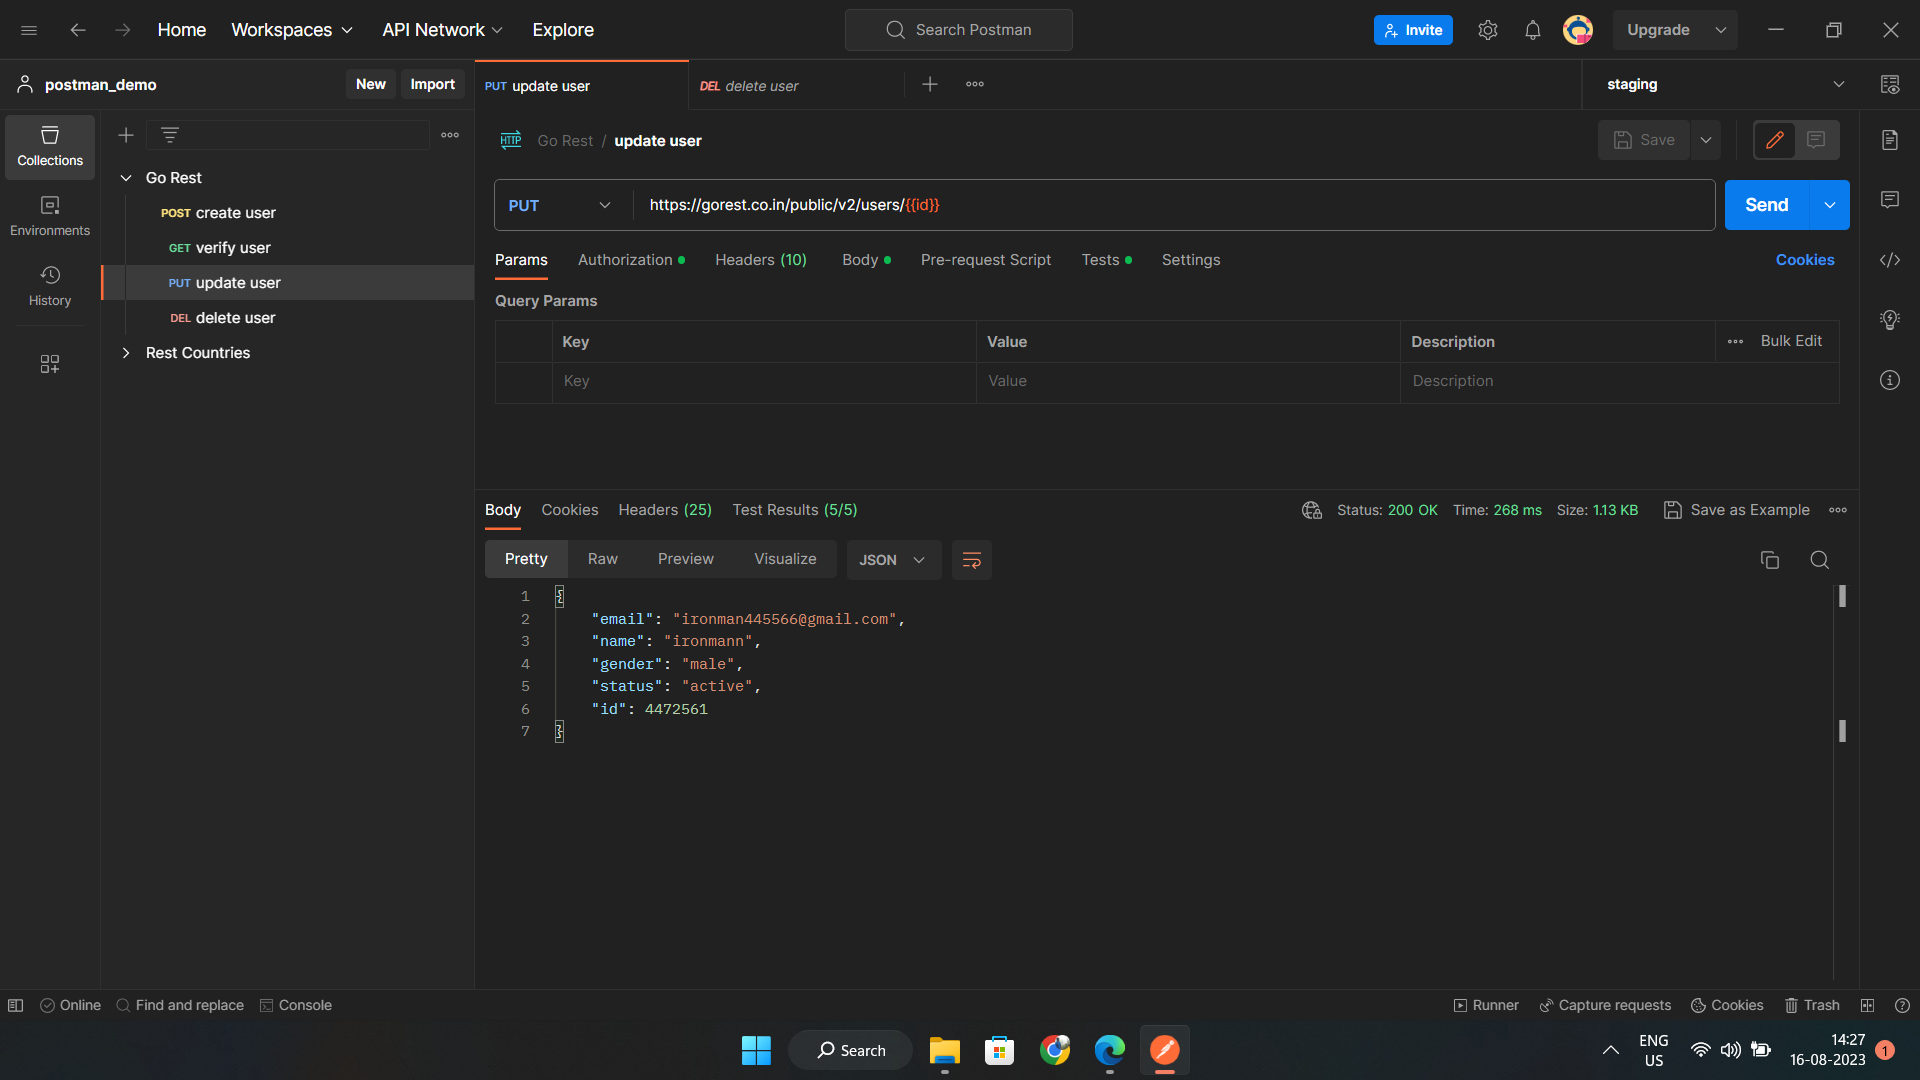 Home Workspaces API Network Explore Search Postman Invite Upgrade
postman_demo New Import PUT update user DEL delete user staging
Collections
Environments
History
Go Rest
POST create user
GET verify user
PUT update user
DEL delete user
Rest Countries
HTTP Go Rest / update user Save
PUT https://gorest.co.in/public/v2/users/{{id}} Send
Params Authorization Headers (10) Body Pre-request Script Tests Settings Cookies
Query Params
Key Value Description Bulk Edit
Key Value Description
Body Cookies Headers (25) Test Results (5/5) Status: 200 OK Time: 268 ms Size: 1.13 KB Save as Example
Pretty Raw Preview Visualize JSON
1 {
2 "email": "ironman445566@gmail.com",
3 "name": "ironmann",
4 "gender": "male",
5 "status": "active",
6 "id": 4472561
7 }
Online Find and replace Console Runner Capture requests Cookies Trash
Search
ENG
US
14:27
16-08-2023
1